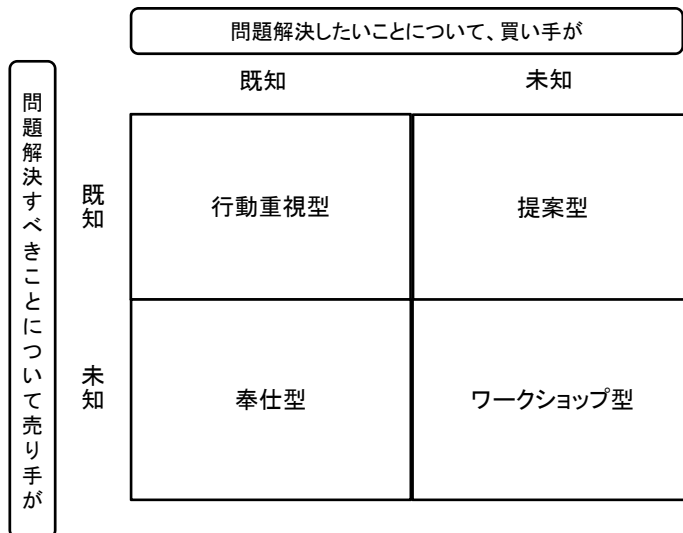 問題解決したいことについて、買い手が
既知
未知
問題解決すべきことについて売り手が
既知
行動重視型
提案型
未知
奉仕型
ワークショップ型